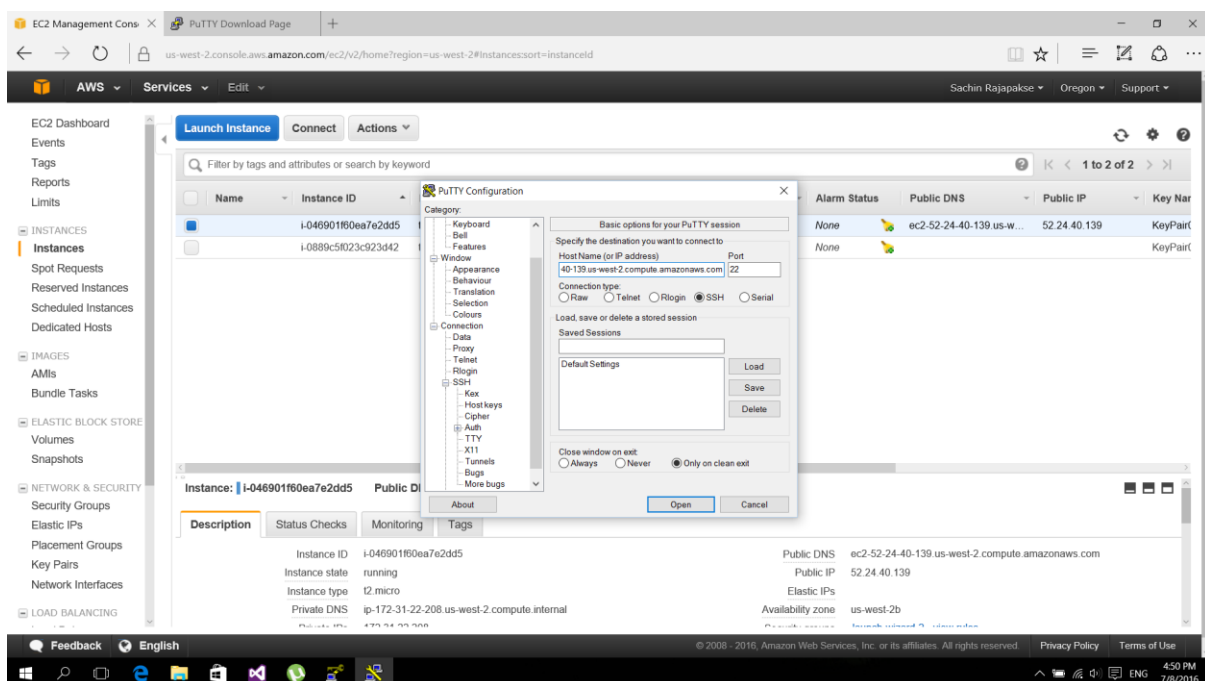 EC2 Management Cons
PuTTY Download Page
us-west-2.console.aws.amazon.com/ec2/v2/home?region=us-west-2#Instances:sort=instanceId
AWS Services Edit Sachin Rajapakse Oregon Support
EC2 Dashboard
Events
Tags
Reports
Limits
INSTANCES
Instances
Spot Requests
Reserved Instances
Scheduled Instances
Dedicated Hosts
IMAGES
AMIs
Bundle Tasks
ELASTIC BLOCK STORE
Volumes
Snapshots
NETWORK & SECURITY
Security Groups
Elastic IPs
Placement Groups
Key Pairs
Network Interfaces
LOAD BALANCING
Launch Instance Connect Actions
Filter by tags and attributes or search by keyword 1 to 2 of 2
Name Instance ID Alarm Status Public DNS Public IP Key Nar
i-046901f60ea7e2dd5 None ec2-52-24-40-139.us-w... 52.24.40.139 KeyPair(
i-0889c5f023c923d42 None KeyPair(
PuTTY Configuration
Category:
Keyboard
Bell
Features
Window
Appearance
Behaviour
Translation
Selection
Colours
Connection
Data
Proxy
Telnet
Rlogin
SSH
Kex
Host keys
Cipher
Auth
TTY
X11
Tunnels
Bugs
More bugs
Basic options for your PuTTY session
Specify the destination you want to connect to
Host Name (or IP address) Port
40-139.us-west-2.compute.amazonaws.com 22
Connection type:
Raw Telnet Rlogin SSH Serial
Load, save or delete a stored session
Saved Sessions
Default Settings
Load
Save
Delete
Close window on exit:
Always Never Only on clean exit
About Open Cancel
Instance: i-046901f60ea7e2dd5 Public D
Description Status Checks Monitoring Tags
Instance ID i-046901f60ea7e2dd5
Instance state running
Instance type t2.micro
Private DNS ip-172-31-22-208.us-west-2.compute.internal
Public DNS ec2-52-24-40-139.us-west-2.compute.amazonaws.com
Public IP 52.24.40.139
Elastic IPs
Availability zone us-west-2b
Feedback English © 2008 - 2016, Amazon Web Services, Inc. or its affiliates. All rights reserved. Privacy Policy Terms of Use
ENG 4:50 PM
7/8/2016